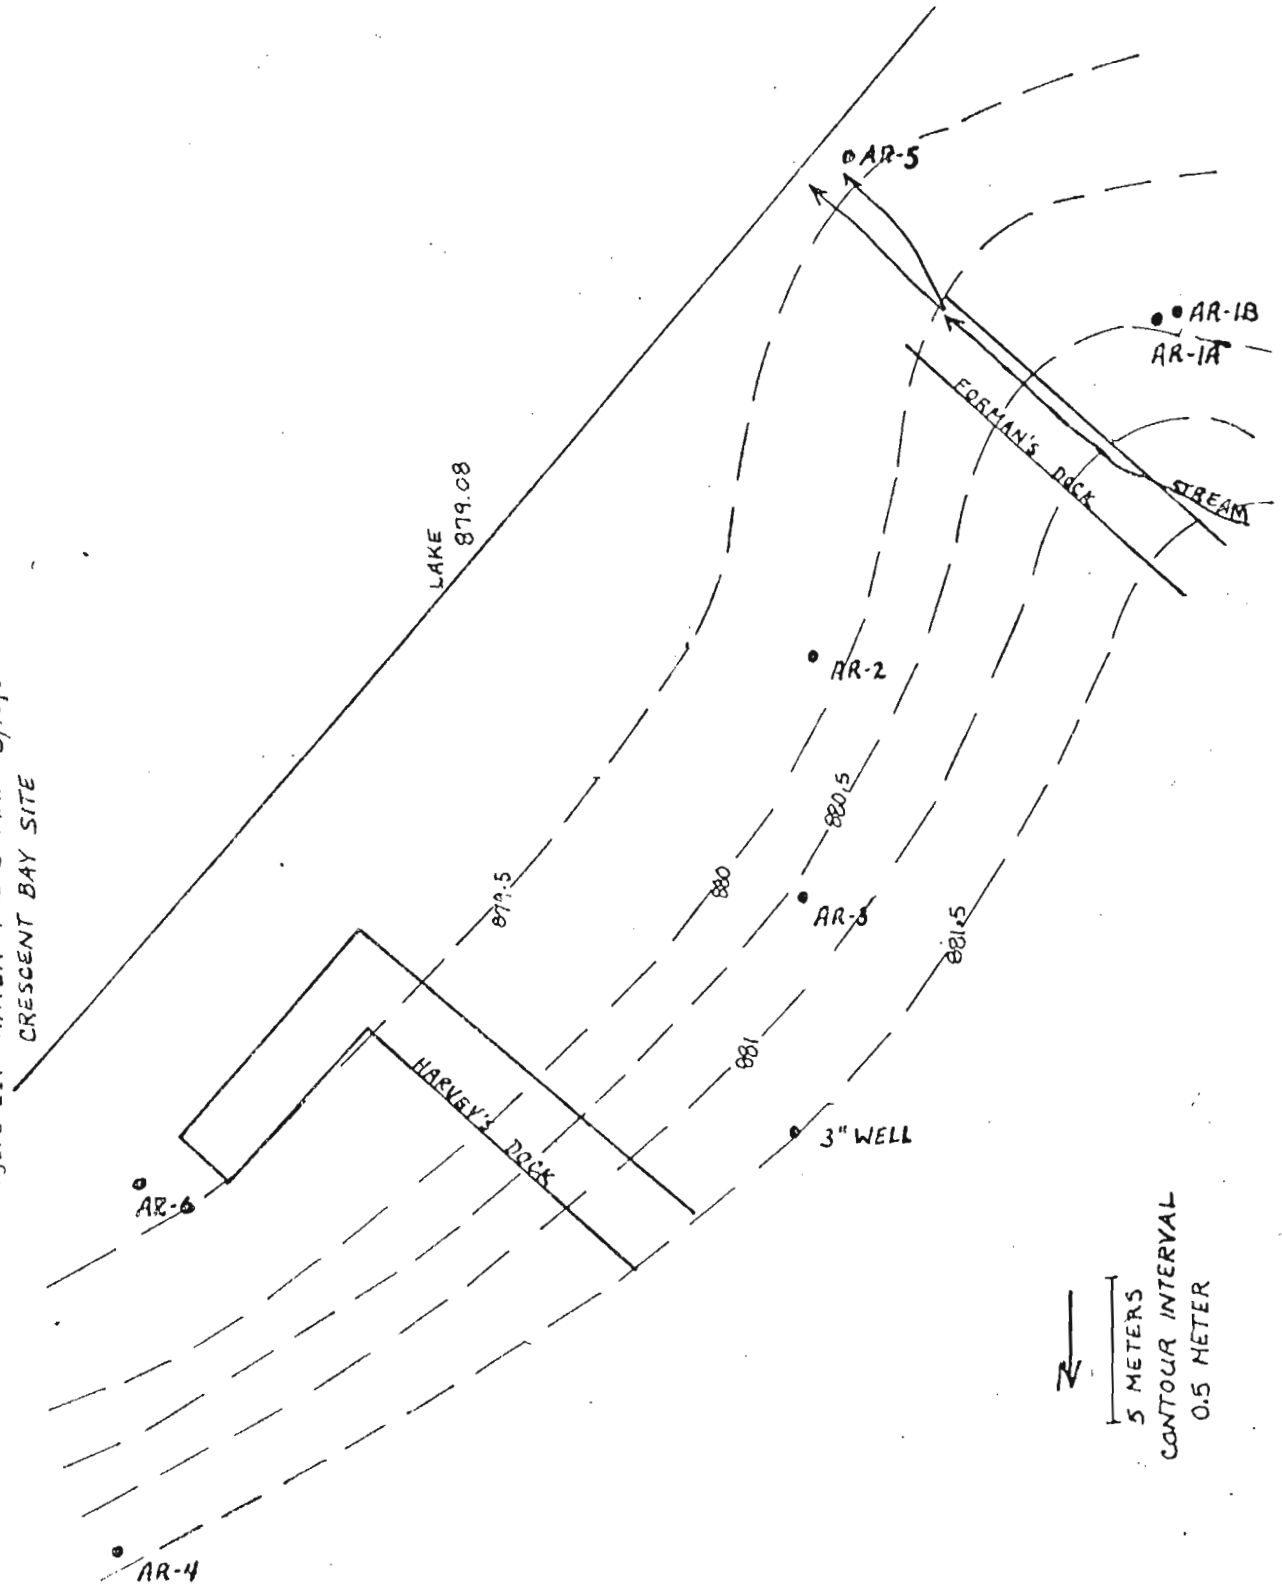 CRESCENT BAY SITE
LAKE
879.08
AR-5
AR-1B
AR-1A
FORMAN'S DOCK
STREAM
AR-2
880.5
880
AR-3
879.5
881.5
881
HARVEY'S DOCK
3" WELL
AR-6
AR-4
N
5 METERS
CONTOUR INTERVAL
0.5 METER